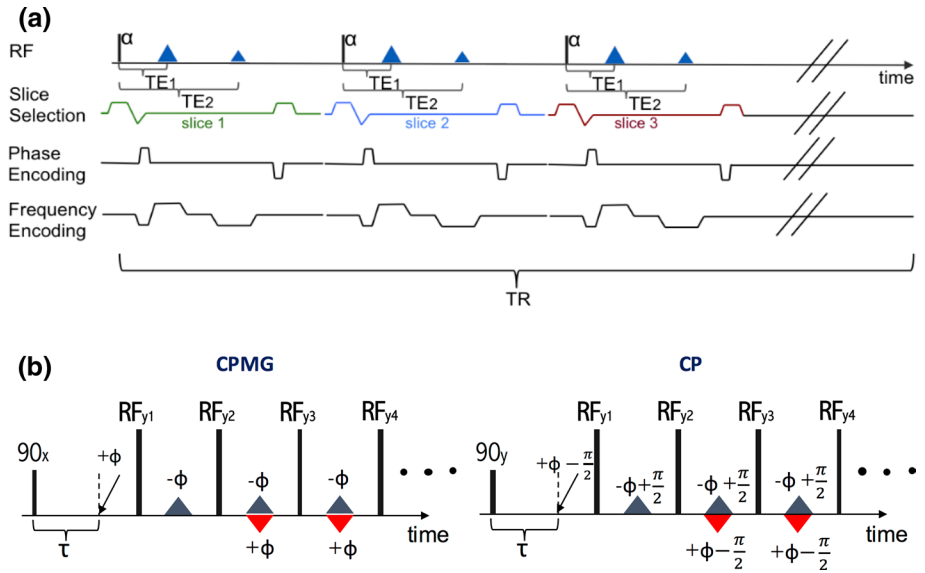 (a)
RF
α α α
time
TE1 TE1 TE1
TE2 TE2 TE2
Slice
Selection
slice 1 slice 2 slice 3
Phase
Encoding
Frequency
Encoding
TR
(b)
CPMG CP
RFy1 RFy2 RFy3 RFy4 RFy1 RFy2 RFy3 RFy4
90x +ϕ 90y +ϕ−π/2
-ϕ -ϕ -ϕ -ϕ+π/2 -ϕ+π/2 -ϕ+π/2
τ +ϕ +ϕ time τ +ϕ−π/2 +ϕ−π/2 time